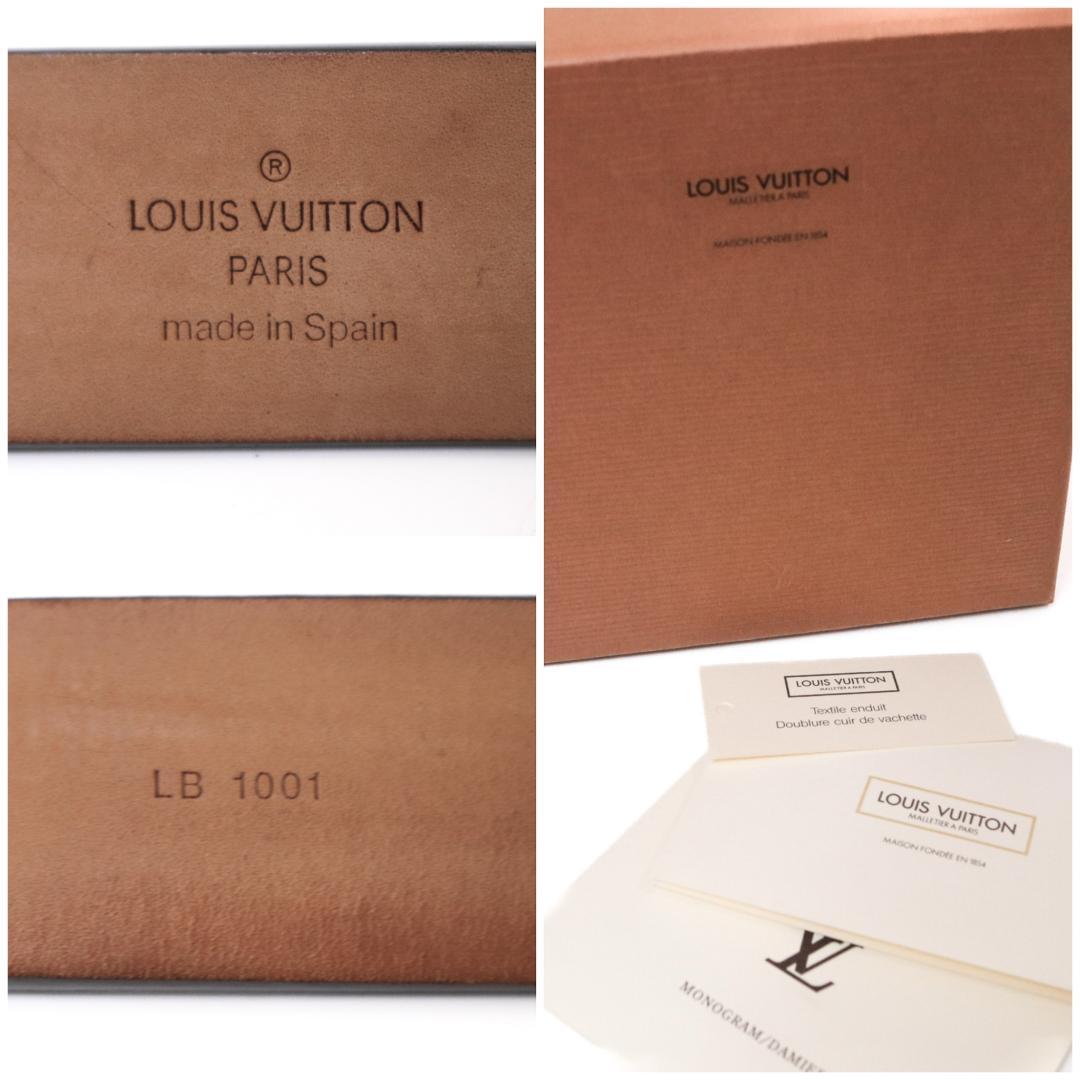 ®
LOUIS VUITTON
PARIS
made in Spain
LOUIS VUITTON
MALLETIER A PARIS
MAISON FONDÉE EN 1854
LB 1001
LOUIS VUITTON
MALLETIER A PARIS
Textile enduit
Doublure cuir de vachette
LOUIS VUITTON
MALLETIER A PARIS
MAISON FONDÉE EN 1854
LV
MONOGRAM/DAMIER